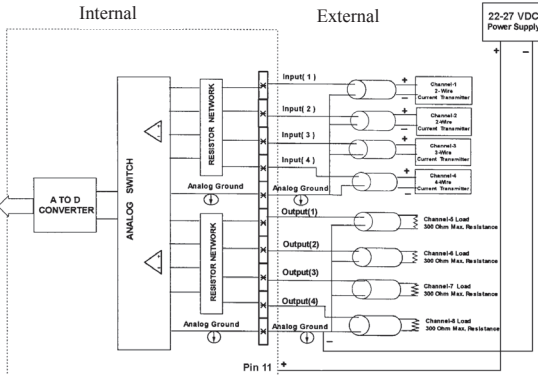 Internal
External
22-27 VDC
Power Supply
+
–
Input( 1 )
+
–
Channel-1
2- Wire
Current Transmitter
Input( 2 )
+
–
Channel-2
2-Wire
Current Transmitter
Input( 3 )
+
–
Channel-3
2-Wire
Current Transmitter
Input( 4 )
+
–
Channel-4
4-Wire
Current Transmitter
RESISTOR NETWORK
ANALOG SWITCH
A TO D
CONVERTER
Analog Ground
Analog Ground
Output(1)
Channel-5 Load
300 Ohm Max. Resistance
Output(2)
Channel-6 Load
300 Ohm Max. Resistance
Output(3)
Channel-7 Load
300 Ohm Max. Resistance
Output(4)
Channel-8 Load
300 Ohm Max. Resistance
RESISTOR NETWORK
Analog Ground
Analog Ground
–
Pin 11
+